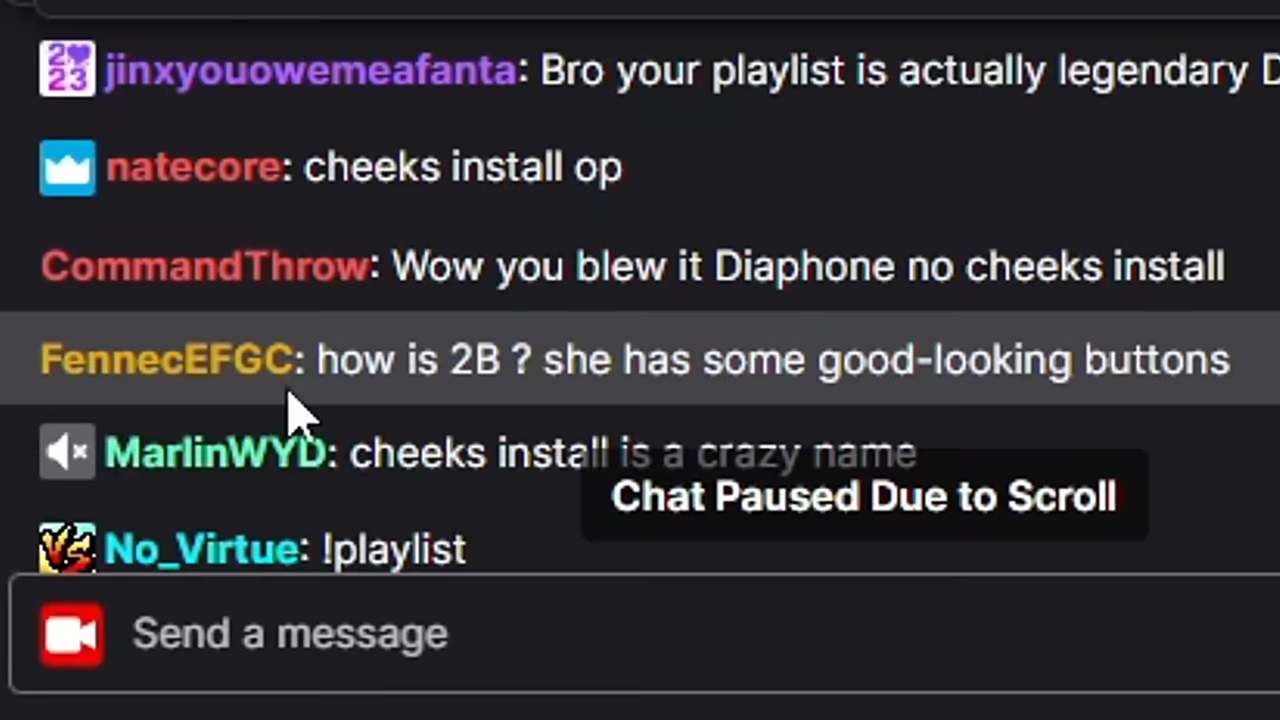 2023 jinxyouowemeafanta: Bro your playlist is actually legendary
natecore: cheeks install op
CommandThrow: Wow you blew it Diaphone no cheeks install
FennecEFGC: how is 2B ? she has some good-looking buttons
MarlinWYD: cheeks install is a crazy name
Chat Paused Due to Scroll
VS No_Virtue: !playlist
Send a message